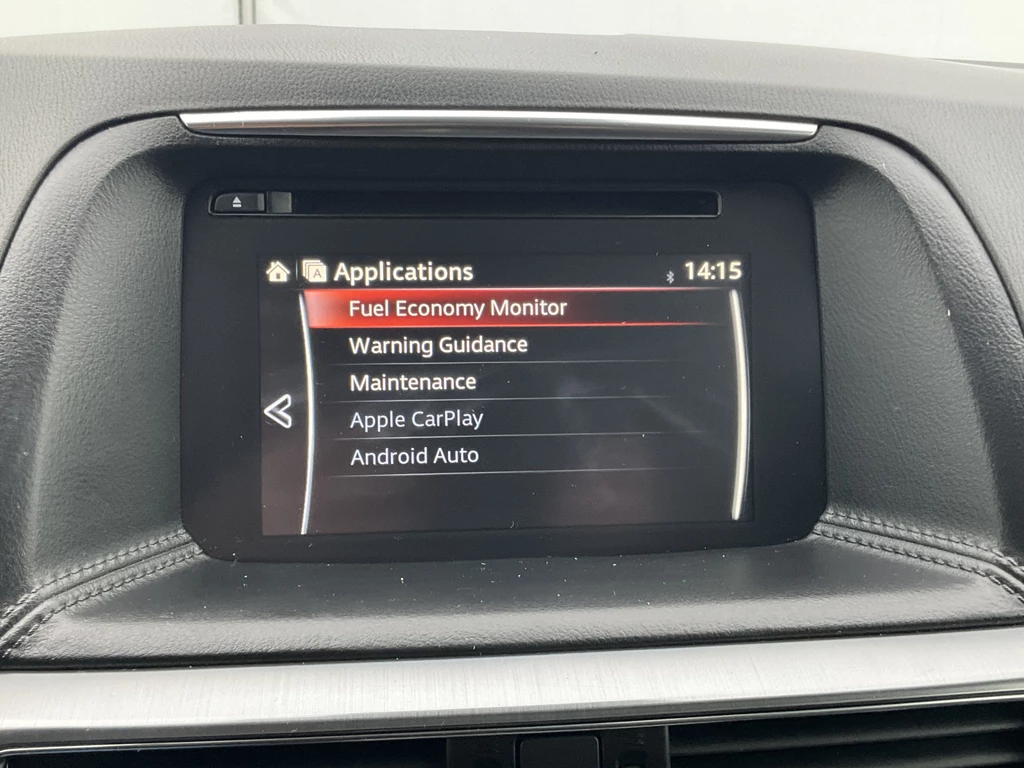 Applications 14:15
Fuel Economy Monitor
Warning Guidance
Maintenance
Apple CarPlay
Android Auto